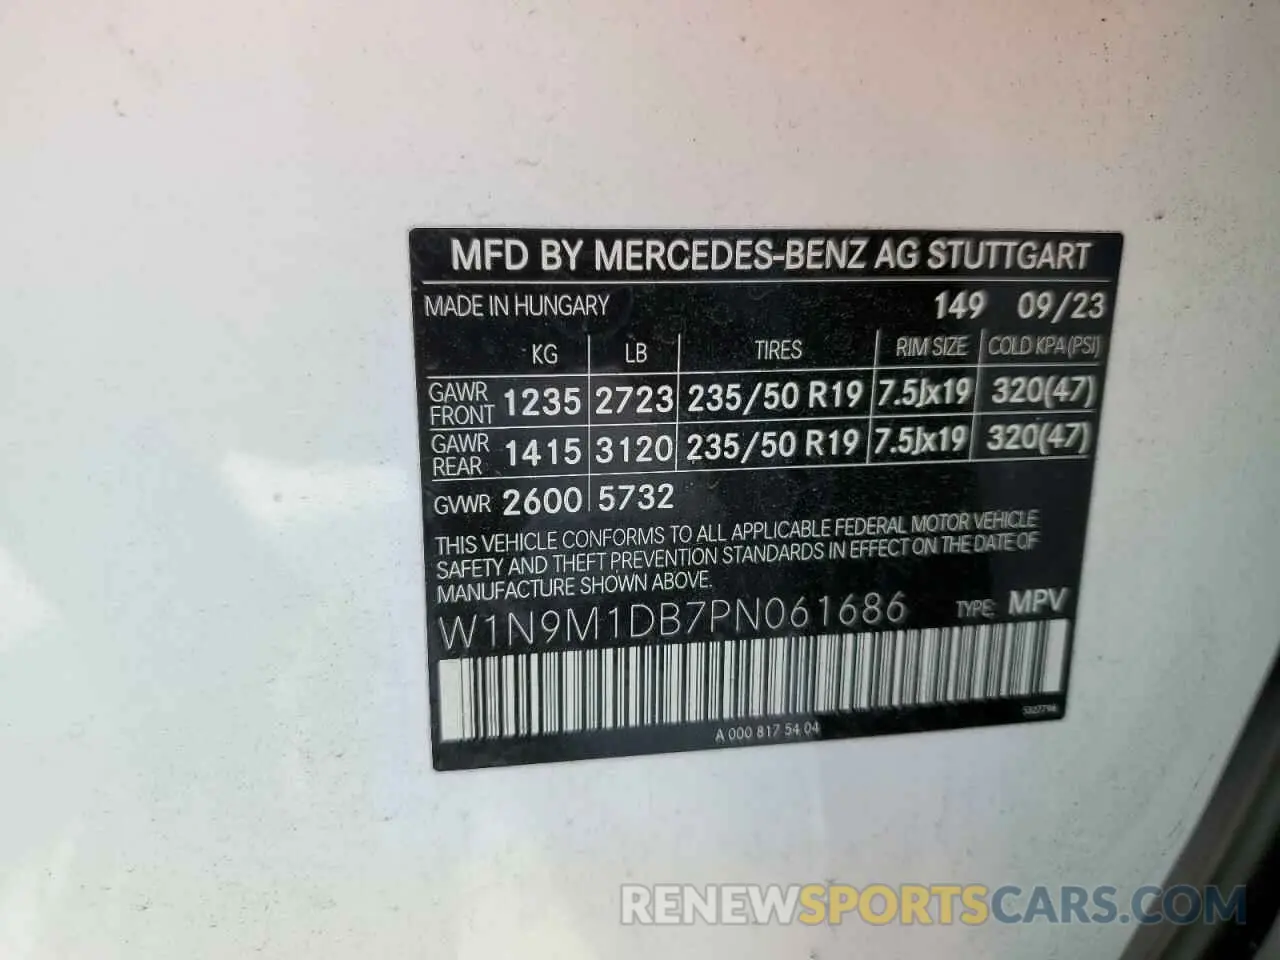 MFD BY MERCEDES-BENZ AG STUTTGART
MADE IN HUNGARY 149 09/23
KG LB TIRES RIM SIZE COLD KPA (PSI)
GAWR FRONT 1235 2723 235/50 R19 7.5Jx19 320(47)
GAWR REAR 1415 3120 235/50 R19 7.5Jx19 320(47)
GVWR 2600 5732
THIS VEHICLE CONFORMS TO ALL APPLICABLE FEDERAL MOTOR VEHICLE
SAFETY AND THEFT PREVENTION STANDARDS IN EFFECT ON THE DATE OF
MANUFACTURE SHOWN ABOVE.
W1N9M1DB7PN061686 TYPE: MPV
A 000 817 54 04
RENEWSPORTSCARS.COM